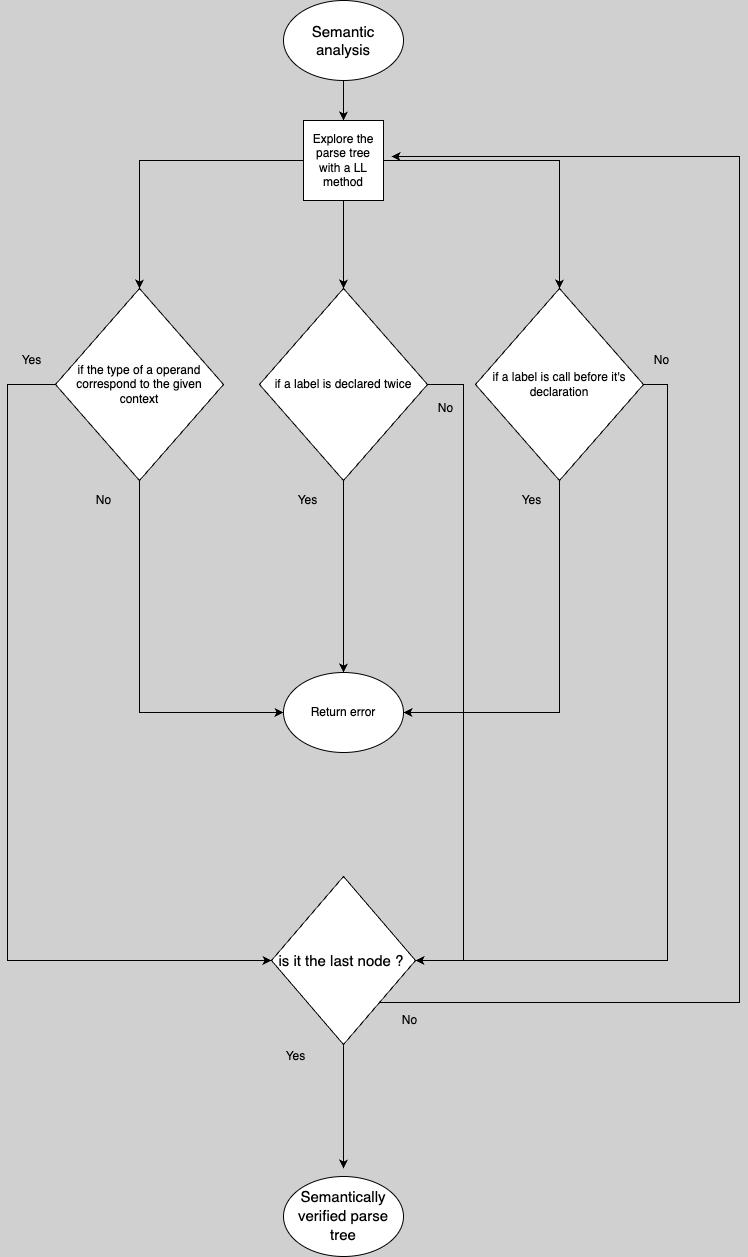 Semantic
analysis
Explore the
parse tree
with a LL
method
Yes
if the type of a operand
correspond to the given
context
No
if a label is declared twice
No
Yes
if a label is call before it's
declaration
No
Yes
Return error
is it the last node ?
No
Yes
Semantically
verified parse
tree